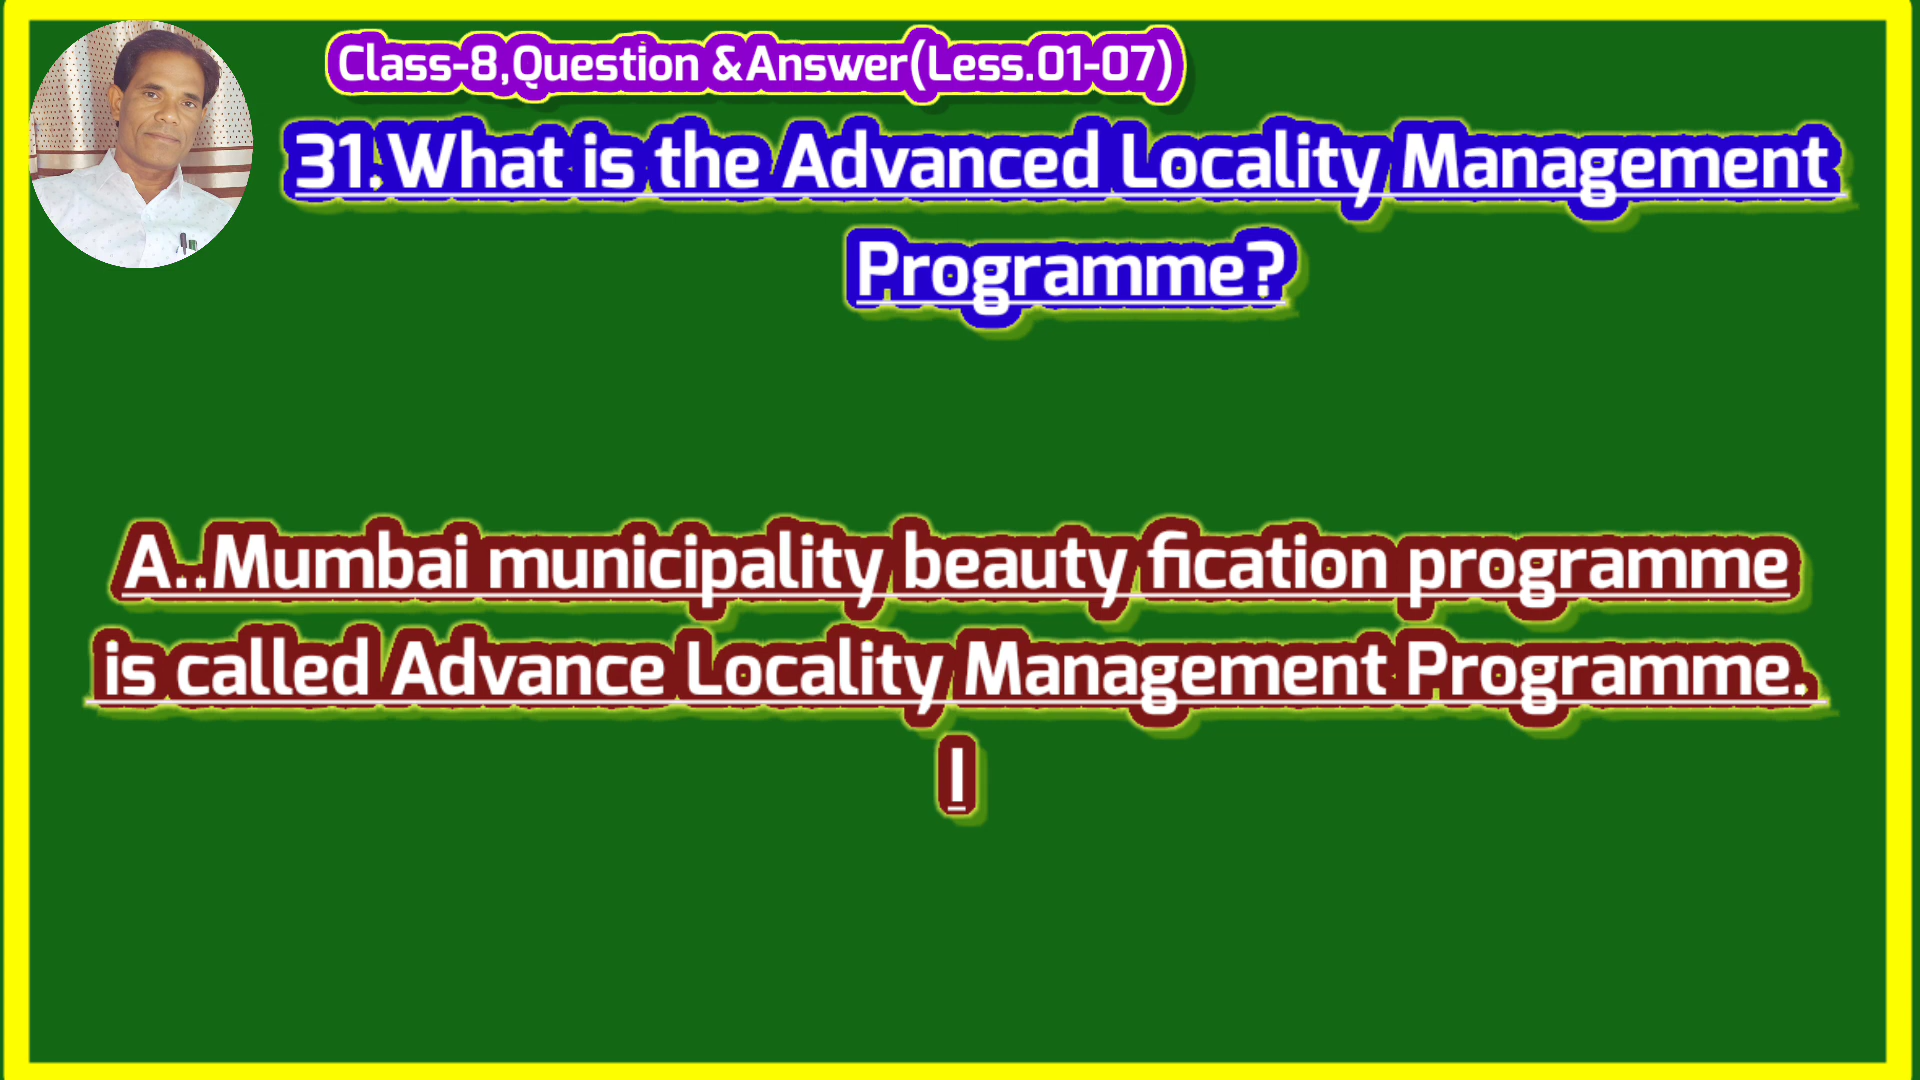 Class-8,Question &Answer(Less.01-07)
31.What is the Advanced Locality Management
Programme?
A..Mumbai municipality beauty fication programme
is called Advance Locality Management Programme.
I